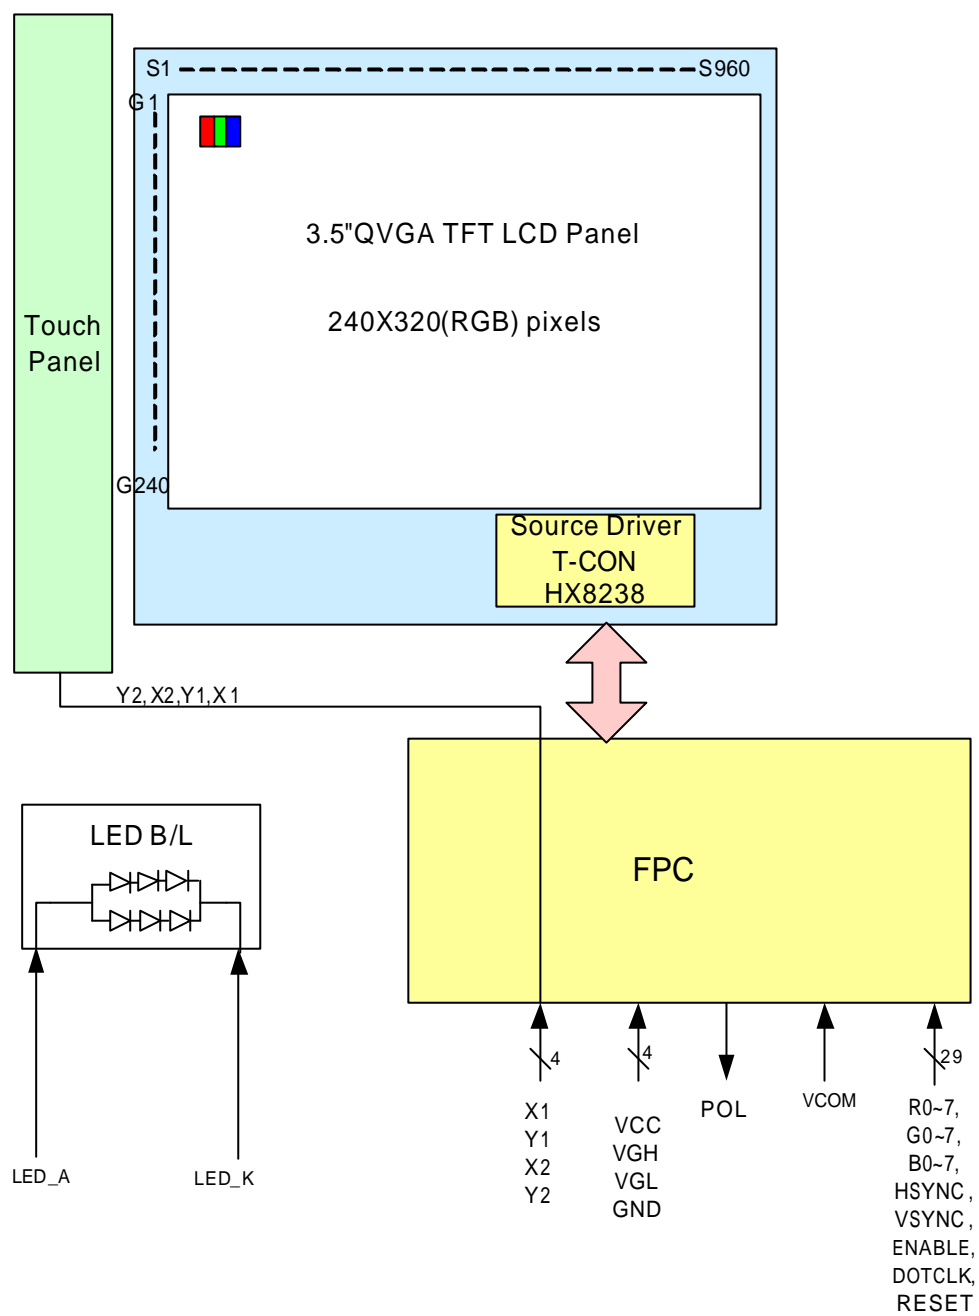 S1
S960
G1
3.5"QVGA TFT LCD Panel
240X320(RGB) pixels
Touch
Panel
G240
Source Driver
T-CON
HX8238
Y2,X2,Y1,X1
LED B/L
FPC
4
4
29
X1
Y1
X2
Y2
VCC
VGH
VGL
GND
POL
VCOM
R0~7,
G0~7,
B0~7,
HSYNC,
VSYNC,
ENABLE,
DOTCLK,
RESET
LED_A
LED_K